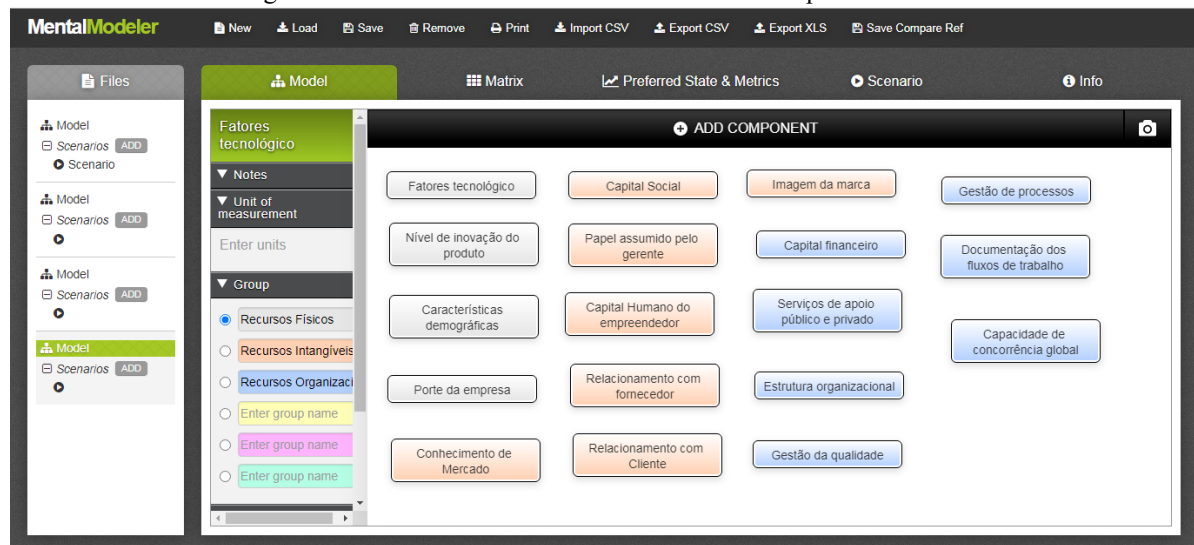 MentalModeler
New
Load
Save
Remove
Print
Import CSV
Export CSV
Export XLS
Save Compare Ref
Files
Model
Matrix
Preferred State & Metrics
Scenario
Info
Model
Scenarios ADD
Scenario
Model
Scenarios ADD
Model
Scenarios ADD
Model
Scenarios ADD
Fatores
tecnológico
Notes
Unit of
measurement
Enter units
Group
Recursos Físicos
Recursos Intangíveis
Recursos Organizaci
Enter group name
Enter group name
Enter group name
ADD COMPONENT
Fatores tecnológico
Nível de inovação do
produto
Características
demográficas
Porte da empresa
Conhecimento de
Mercado
Capital Social
Papel assumido pelo
gerente
Capital Humano do
empreendedor
Relacionamento com
fornecedor
Relacionamento com
Cliente
Imagem da marca
Capital financeiro
Serviços de apoio
público e privado
Estrutura organizacional
Gestão da qualidade
Gestão de processos
Documentação dos
fluxos de trabalho
Capacidade de
concorrência global